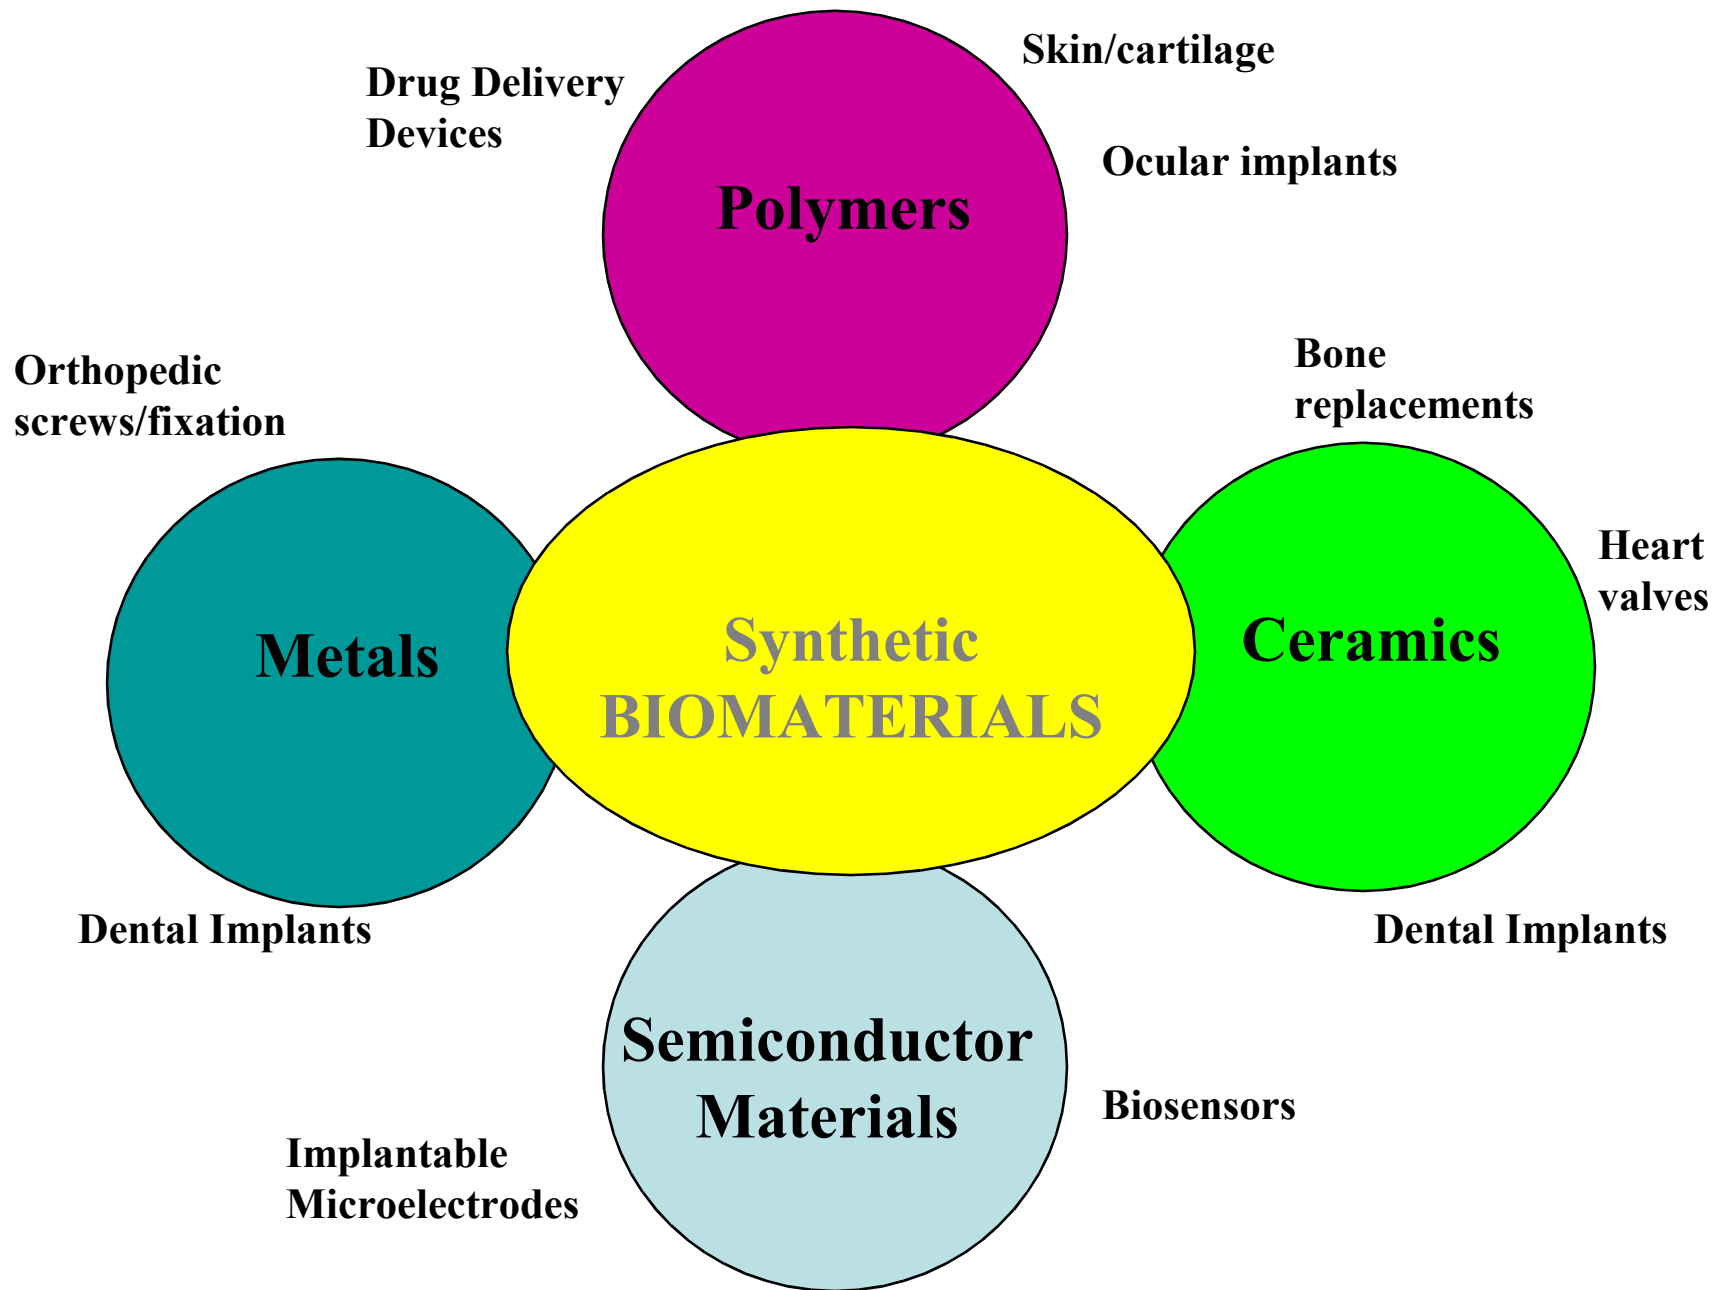 Skin/cartilage
Drug Delivery
Devices
Ocular implants
Polymers
Orthopedic
screws/fixation
Bone
replacements
Heart
valves
Metals
Synthetic
BIOMATERIALS
Ceramics
Dental Implants
Dental Implants
Semiconductor
Materials
Biosensors
Implantable
Microelectrodes